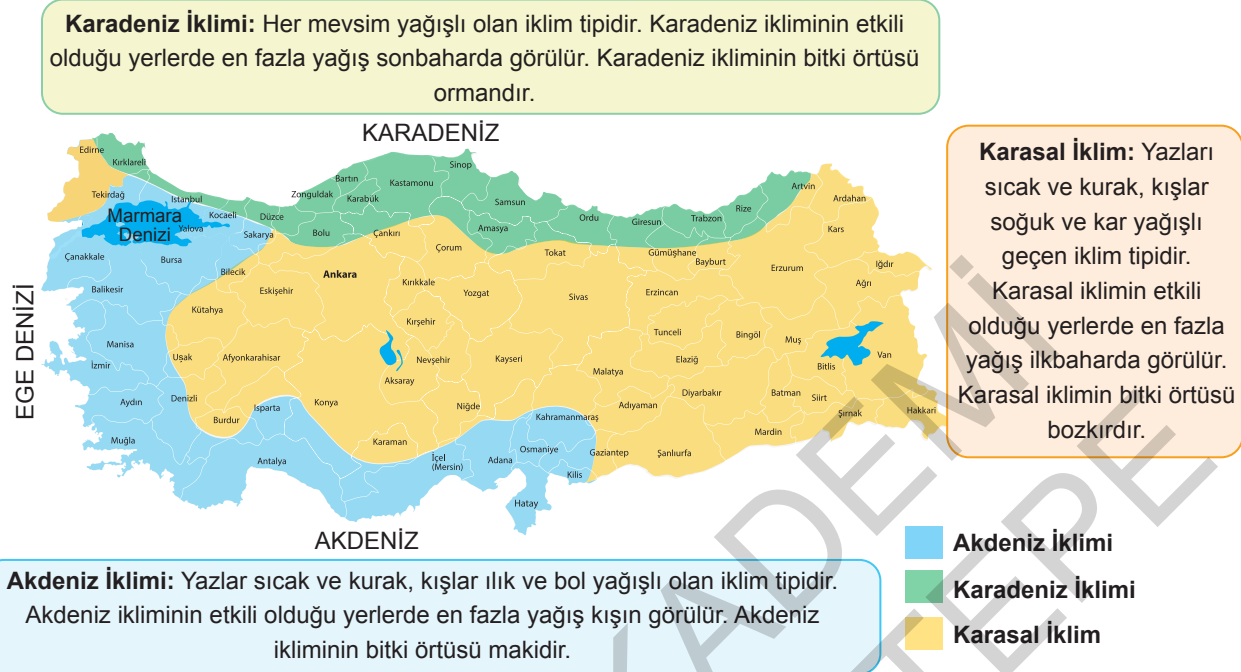 Karadeniz İklimi: Her mevsim yağışlı olan iklim tipidir. Karadeniz ikliminin etkili
olduğu yerlerde en fazla yağış sonbaharda görülür. Karadeniz ikliminin bitki örtüsü
ormandır.
KARADENİZ
Karasal İklim: Yazları
sıcak ve kurak, kışlar
soğuk ve kar yağışlı
geçen iklim tipidir.
Karasal iklimin etkili
olduğu yerlerde en fazla
yağış ilkbaharda görülür.
Karasal iklimin bitki örtüsü
bozkırdır.
Edirne
Kırklareli
Tekirdağ
İstanbul
Marmara
Denizi
Yalova
Kocaeli
Sakarya
Düzce
Zonguldak
Bartın
Karabük
Kastamonu
Sinop
Bolu
Çankırı
Samsun
Amasya
Çorum
Ordu
Giresun
Trabzon
Rize
Artvin
Ardahan
Kars
Tokat
Gümüşhane
Bayburt
Erzurum
Iğdır
Ağrı
Çanakkale
Bursa
Bilecik
Balıkesir
Eskişehir
Ankara
Kırıkkale
Yozgat
Sivas
Erzincan
Kütahya
Kırşehir
Tunceli
Bingöl
Muş
Van
Bitlis
EGE DENİZİ
Manisa
İzmir
Uşak
Afyonkarahisar
Nevşehir
Kayseri
Aksaray
Malatya
Elazığ
Aydın
Denizli
Isparta
Burdur
Konya
Niğde
Kahramanmaraş
Adıyaman
Diyarbakır
Batman
Siirt
Şırnak
Hakkari
Muğla
Antalya
Karaman
İçel
(Mersin)
Adana
Osmaniye
Gaziantep
Şanlıurfa
Mardin
Kilis
Hatay
AKDENİZ
Akdeniz İklimi: Yazlar sıcak ve kurak, kışlar ılık ve bol yağışlı olan iklim tipidir.
Akdeniz ikliminin etkili olduğu yerlerde en fazla yağış kışın görülür. Akdeniz
ikliminin bitki örtüsü makidir.
Akdeniz İklimi
Karadeniz İklimi
Karasal İklim
KADEMİ
TEPE